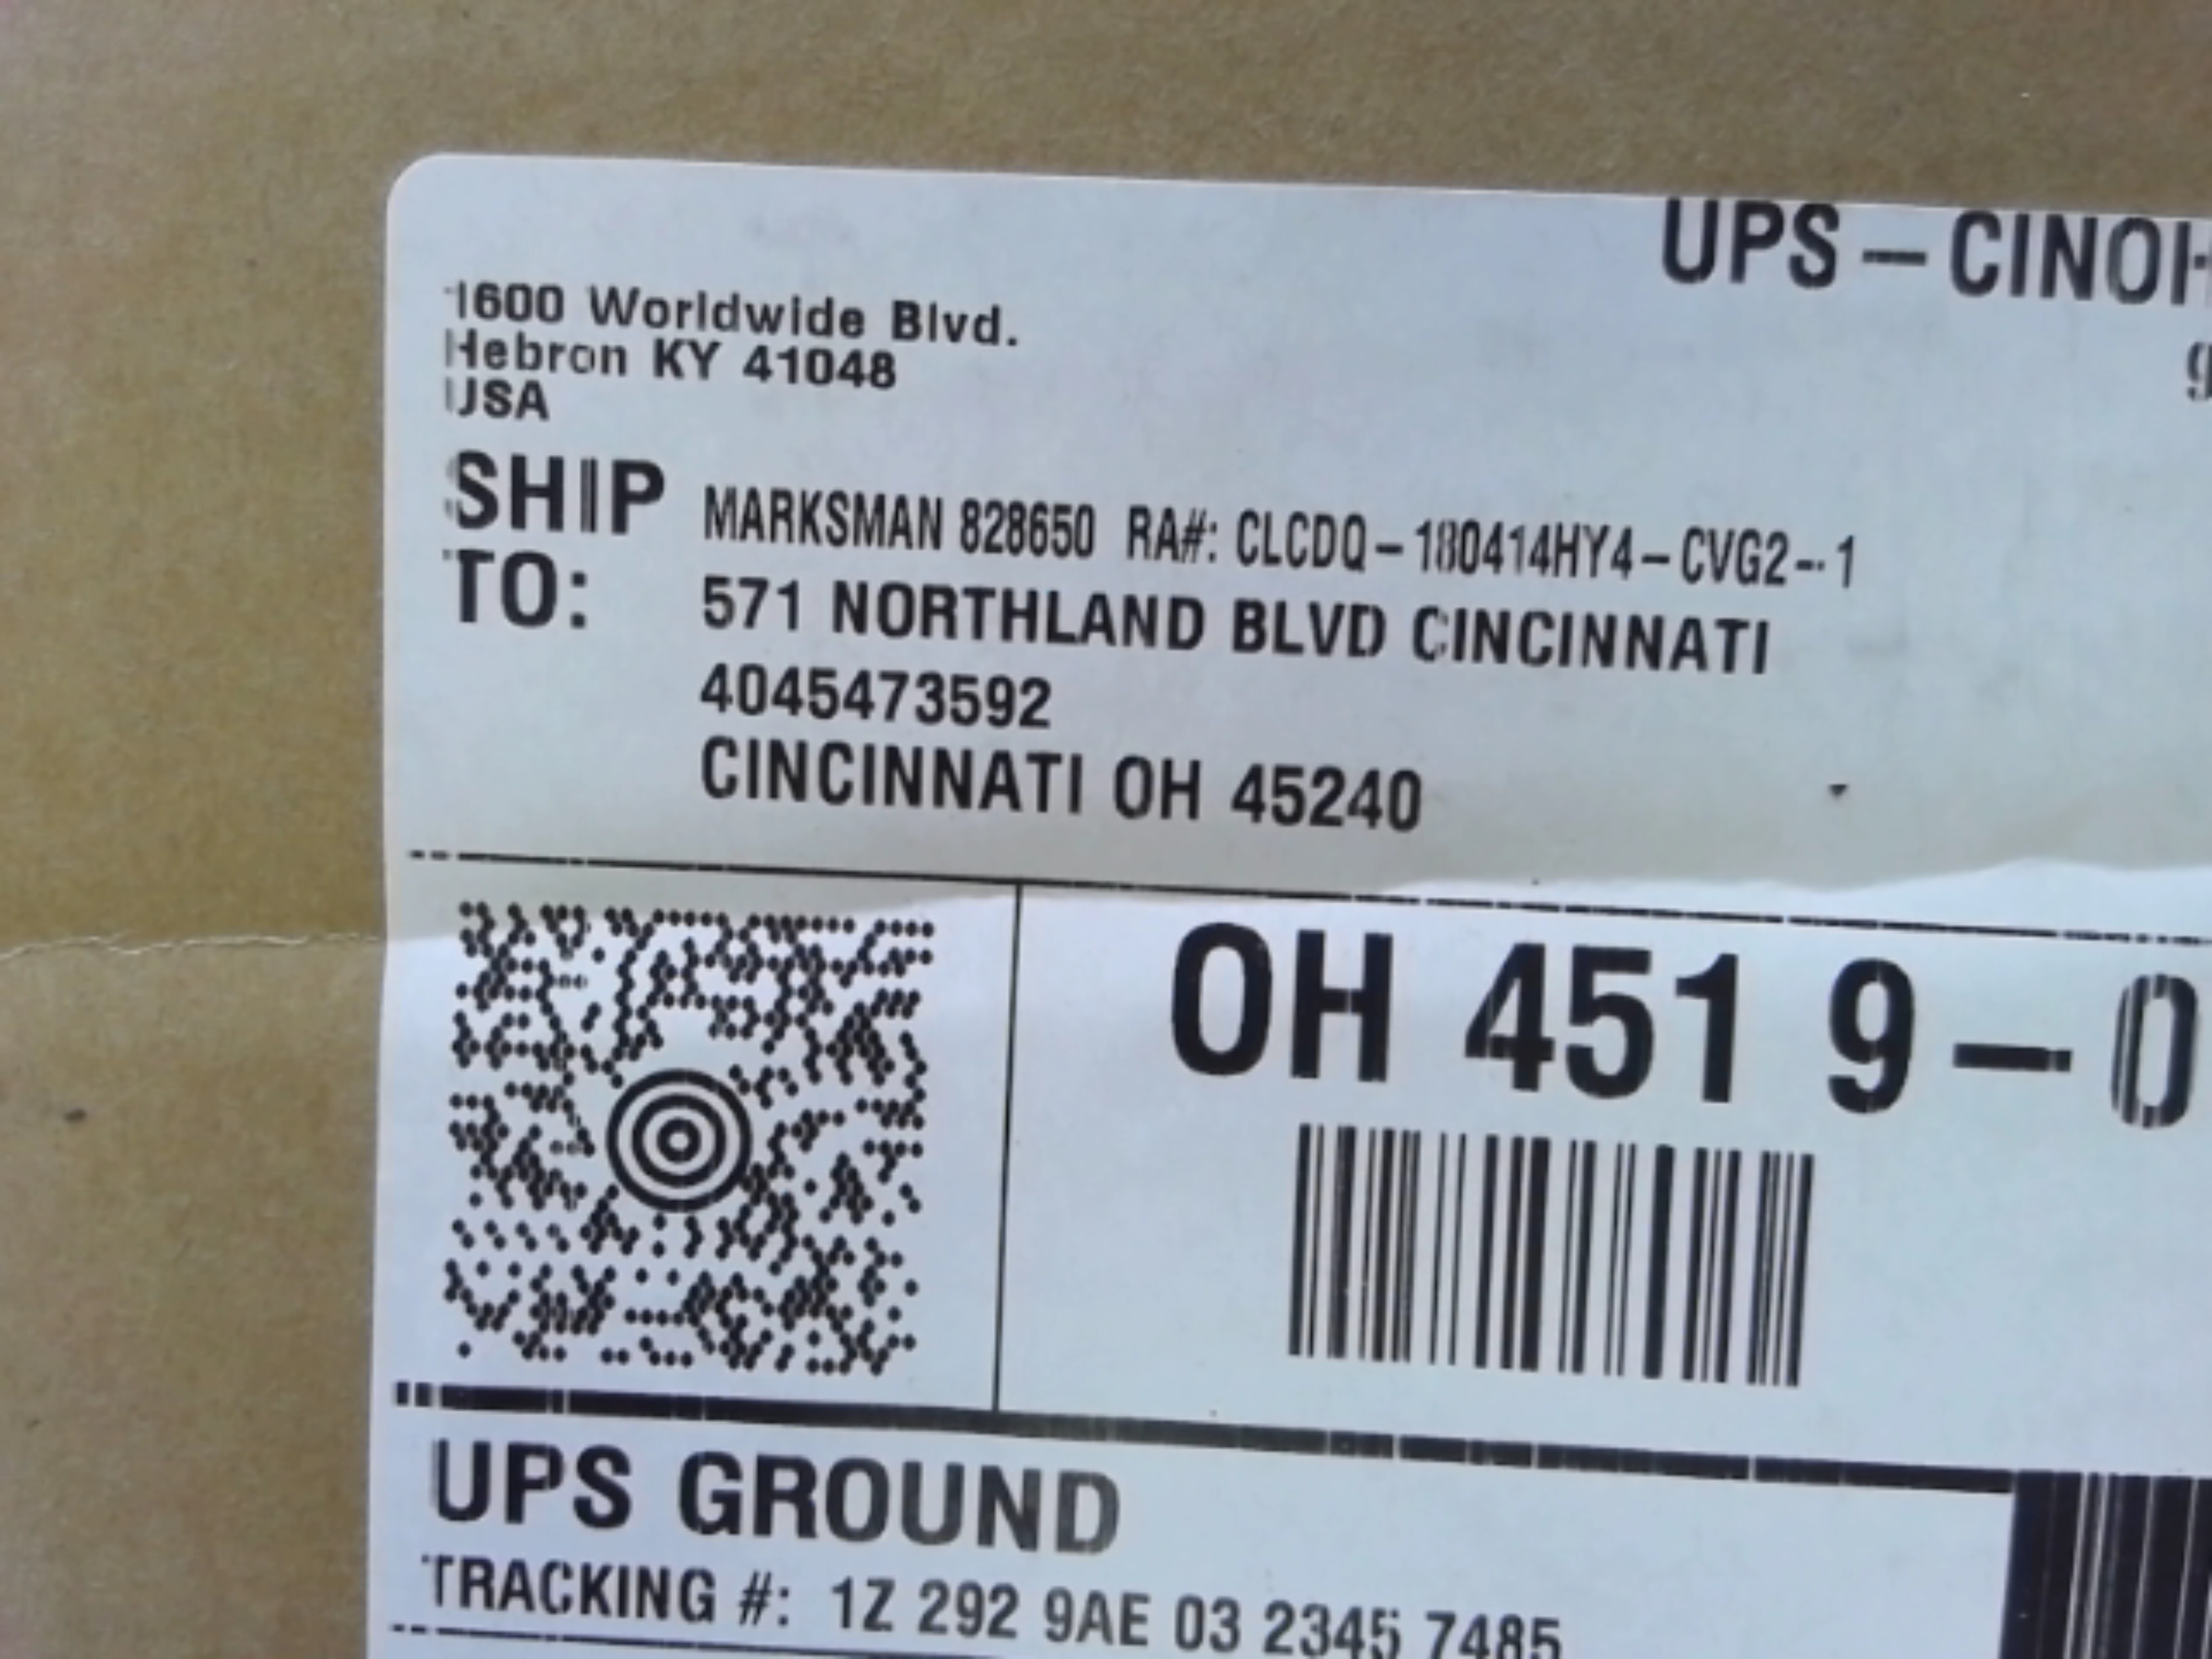 UPS – CINOH
1600 Worldwide Blvd.
Hebron KY 41048
USA
SHIP TO:
MARKSMAN 828650 RA#: CLCDQ – 180414HY4 – CVG2 – 1
571 NORTHLAND BLVD CINCINNATI
4045473592
CINCINNATI OH 45240
OH 451 9 – 0
UPS GROUND
TRACKING #: 1Z 292 9AE 03 2345 7485